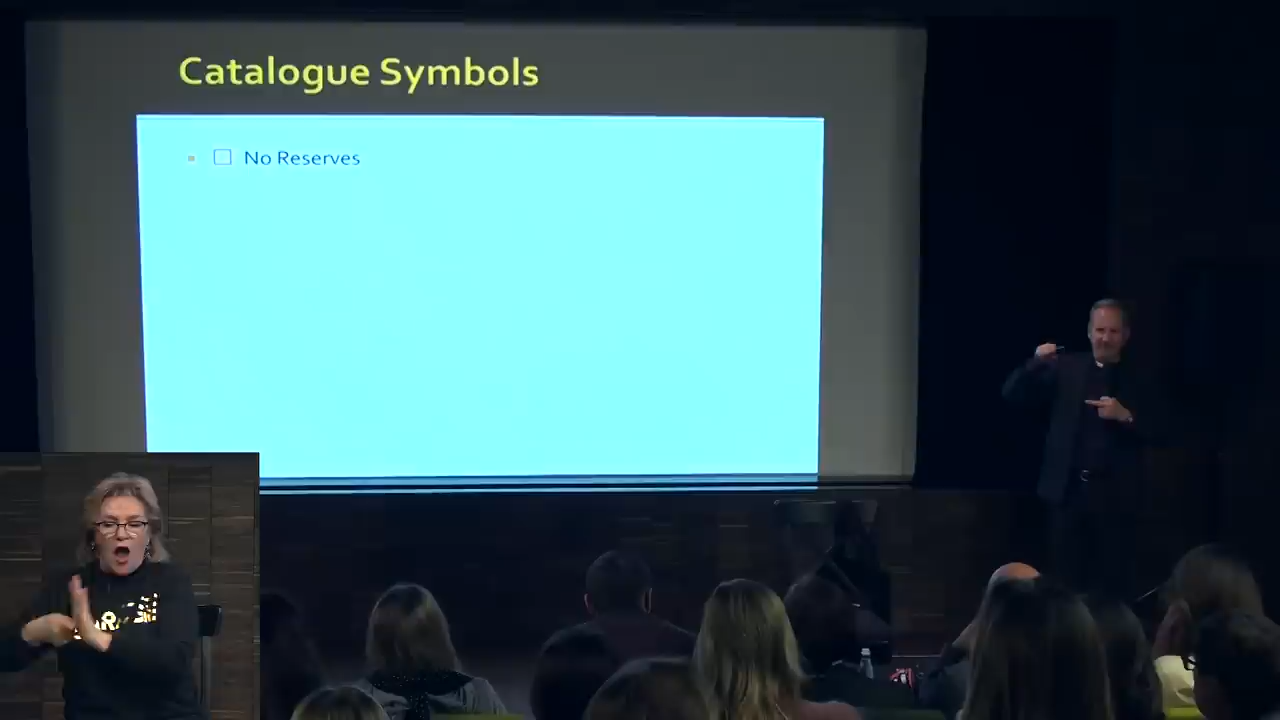 Catalogue Symbols
▪ □ No Reserves